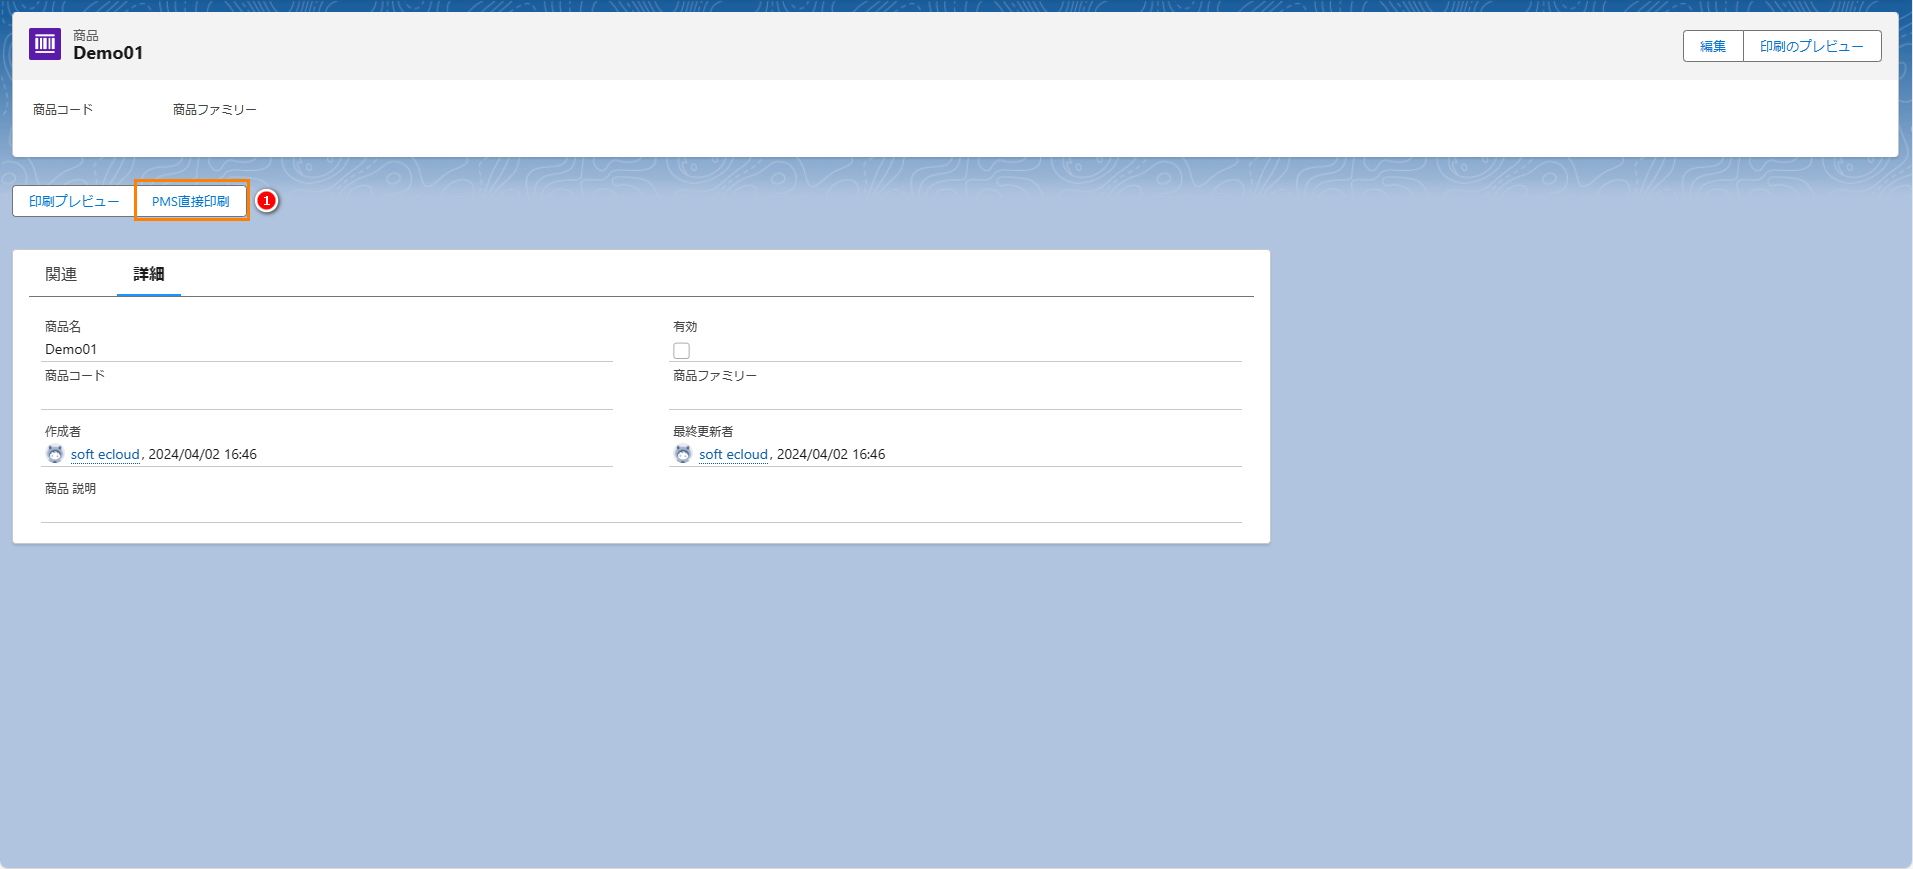 商品
Demo01
編集
印刷のプレビュー
商品コード
商品ファミリー
印刷プレビュー
PMS直接印刷
1
関連
詳細
商品名
有効
Demo01
商品コード
商品ファミリー
作成者
最終更新者
soft ecloud, 2024/04/02 16:46
soft ecloud, 2024/04/02 16:46
商品 説明